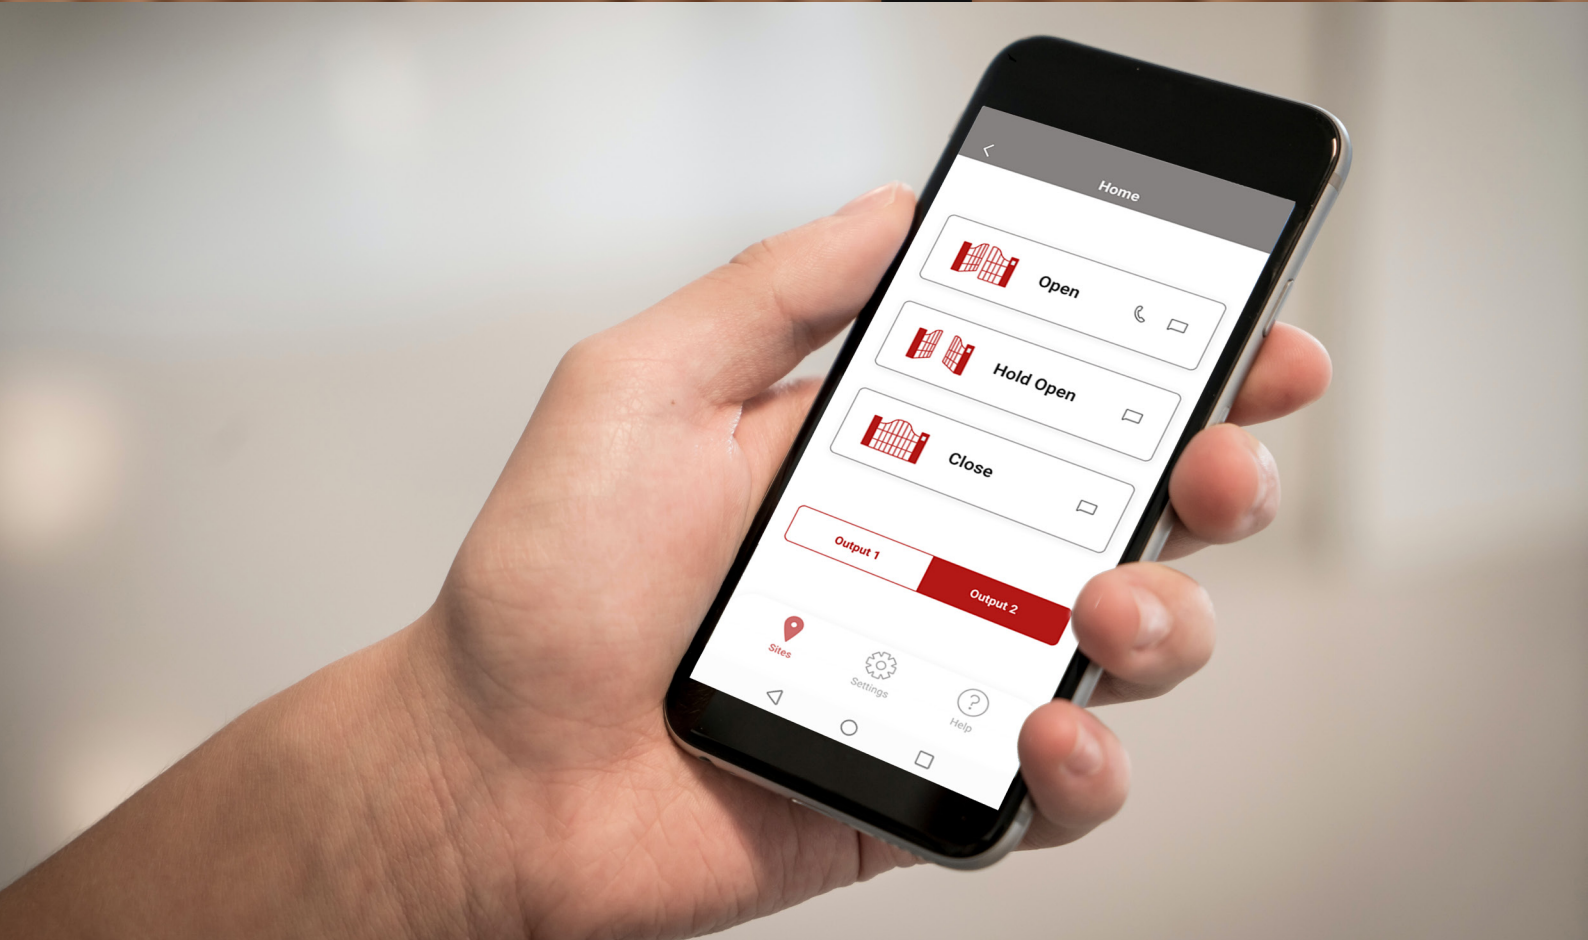 Home
Open
Hold Open
Close
Output 1
Output 2
Sites
Settings
Help